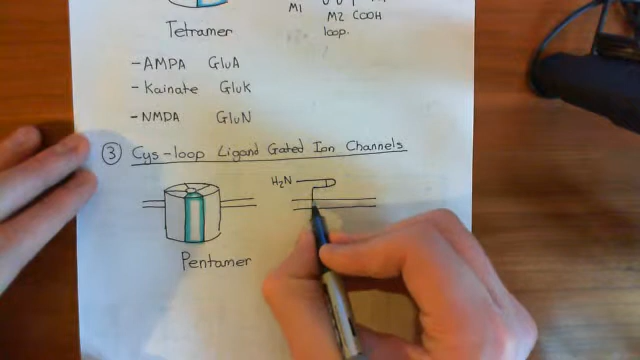 M1
M2 COOH
loop.
Tetramer
-AMPA GluA
-Kainate GluK
-NMDA GluN
③ Cys-loop Ligand Gated Ion Channels
H₂N
Pentamer